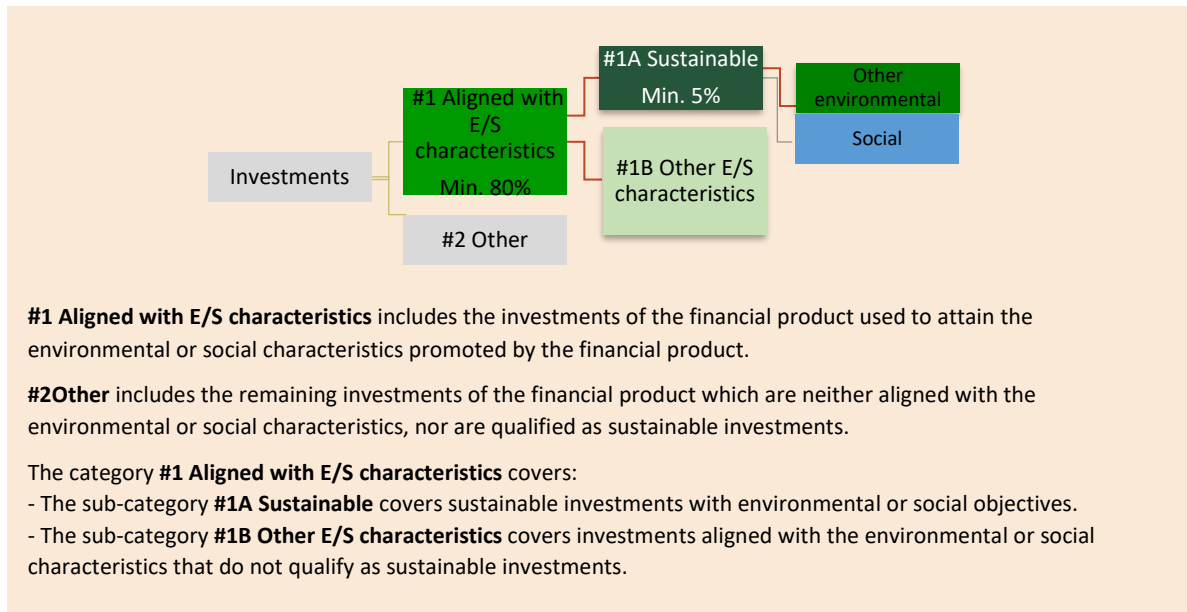 #1A Sustainable
Min. 5%
Other
environmental
Social
#1 Aligned with
E/S
characteristics
Min. 80%
#1B Other E/S
characteristics
Investments
#2 Other
#1 Aligned with E/S characteristics includes the investments of the financial product used to attain the
environmental or social characteristics promoted by the financial product.
#2Other includes the remaining investments of the financial product which are neither aligned with the
environmental or social characteristics, nor are qualified as sustainable investments.
The category #1 Aligned with E/S characteristics covers:
- The sub-category #1A Sustainable covers sustainable investments with environmental or social objectives.
- The sub-category #1B Other E/S characteristics covers investments aligned with the environmental or social
characteristics that do not qualify as sustainable investments.